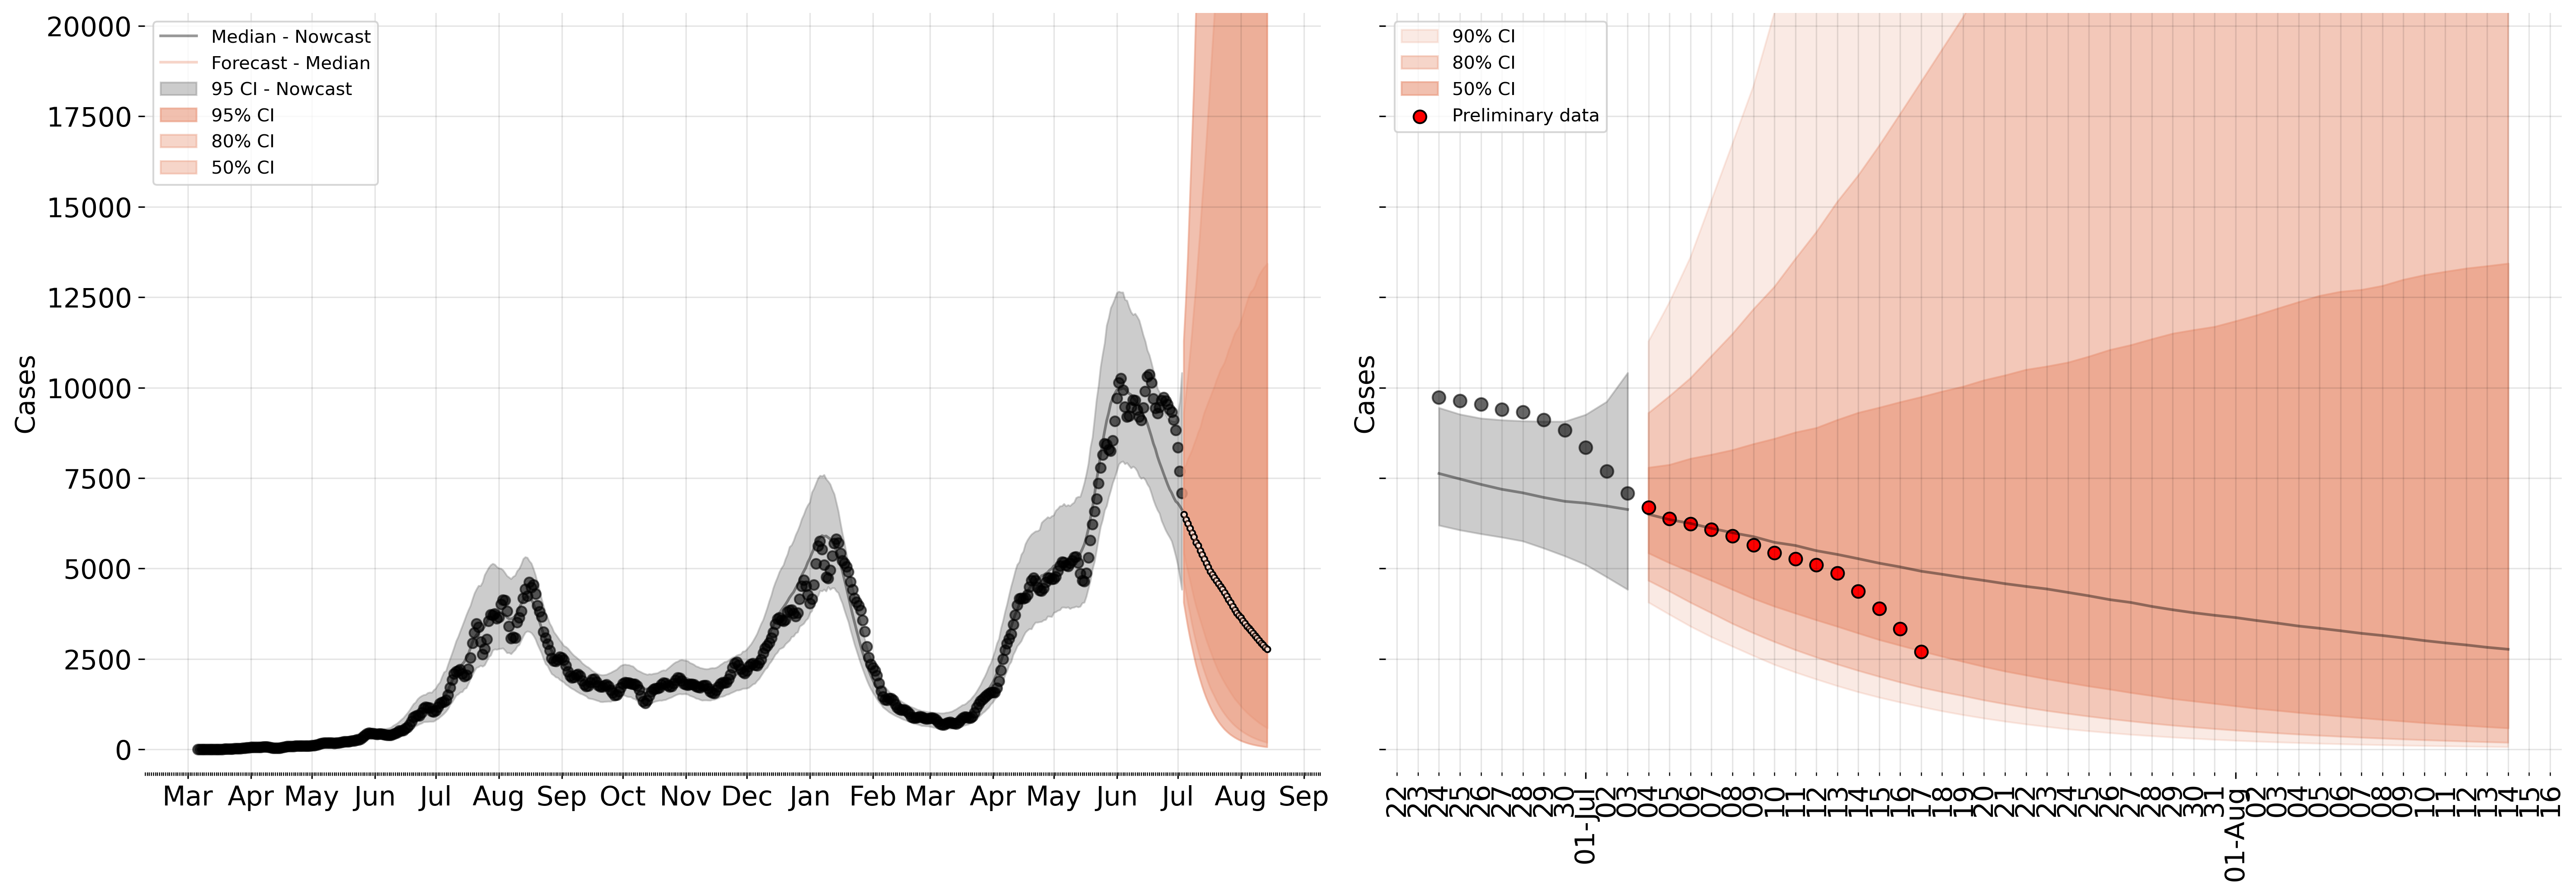 20000
17500
15000
12500
10000
7500
5000
2500
0
Cases
Median - Nowcast
Forecast - Median
95 CI - Nowcast
95% CI
80% CI
50% CI
Mar Apr May Jun Jul Aug Sep Oct Nov Dec Jan Feb Mar Apr May Jun Jul Aug Sep
Cases
90% CI
80% CI
50% CI
Preliminary data
22 23 24 25 26 27 28 29 30 01-Jul 02 03 04 05 06 07 08 09 10 11 12 13 14 15 16 17 18 19 20 21 22 23 24 25 26 27 28 29 30 31 01-Aug 02 03 04 05 06 07 08 09 10 11 12 13 14 15 16